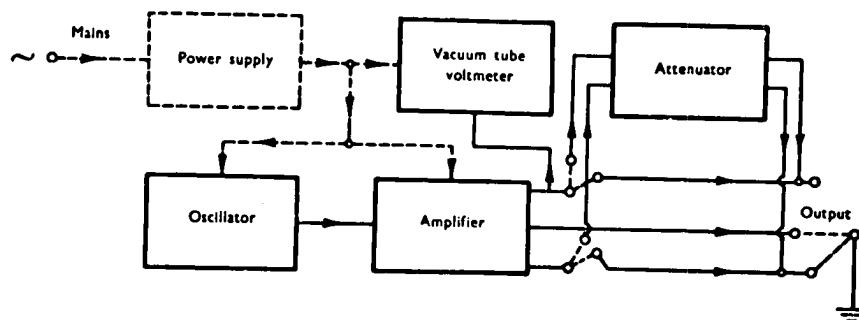 Mains
Power supply
Vacuum tube
voltmeter
Attenuator
Oscillator
Amplifier
Output